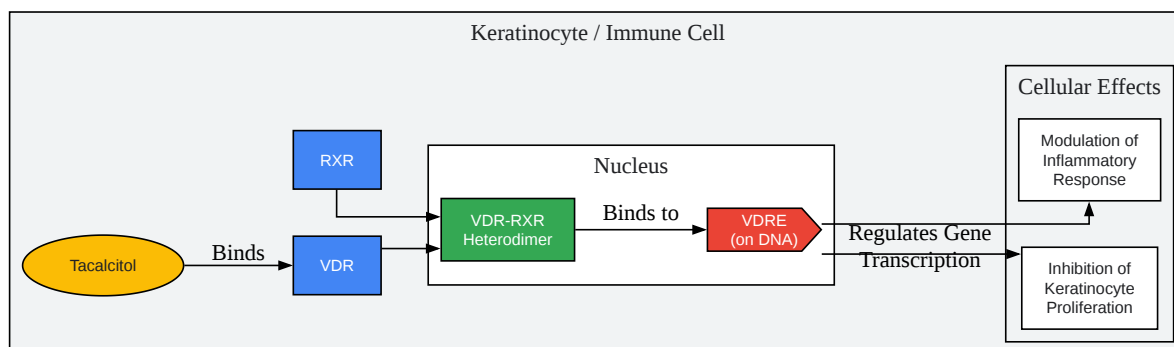 Keratinocyte / Immune Cell
Cellular Effects
Modulation of
Inflammatory
Response
RXR
Nucleus
VDR-RXR
Heterodimer
Binds to
VDRE
(on DNA)
Regulates Gene
Transcription
Tacalcitol
Binds
VDR
Inhibition of
Keratinocyte
Proliferation